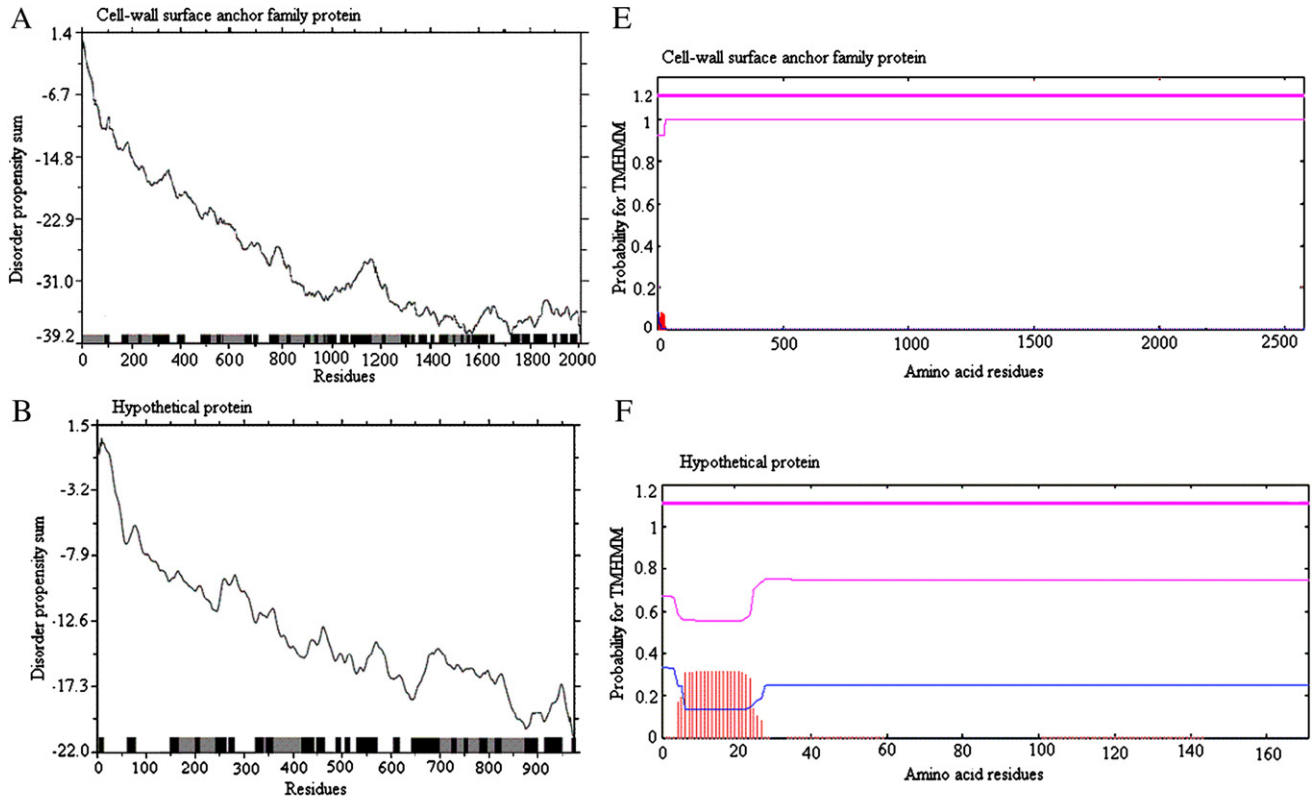 A
Cell-wall surface anchor family protein
Disorder propensity sum
1.4
-6.7
-14.8
-22.9
-31.0
-39.2
0 200 400 600 800 1000 1200 1400 1600 1800 2000
Residues
B
Hypothetical protein
Disorder propensity sum
1.5
-3.2
-7.9
-12.6
-17.3
-22.0
0 100 200 300 400 500 600 700 800 900
Residues
E
Cell-wall surface anchor family protein
Probability for TMHMM
1.2
1
0.8
0.6
0.4
0.2
0
500 1000 1500 2000 2500
Amino acid residues
F
Hypothetical protein
Probability for TMHMM
1.2
1
0.8
0.6
0.4
0.2
0
0 20 40 60 80 100 120 140 160
Amino acid residues